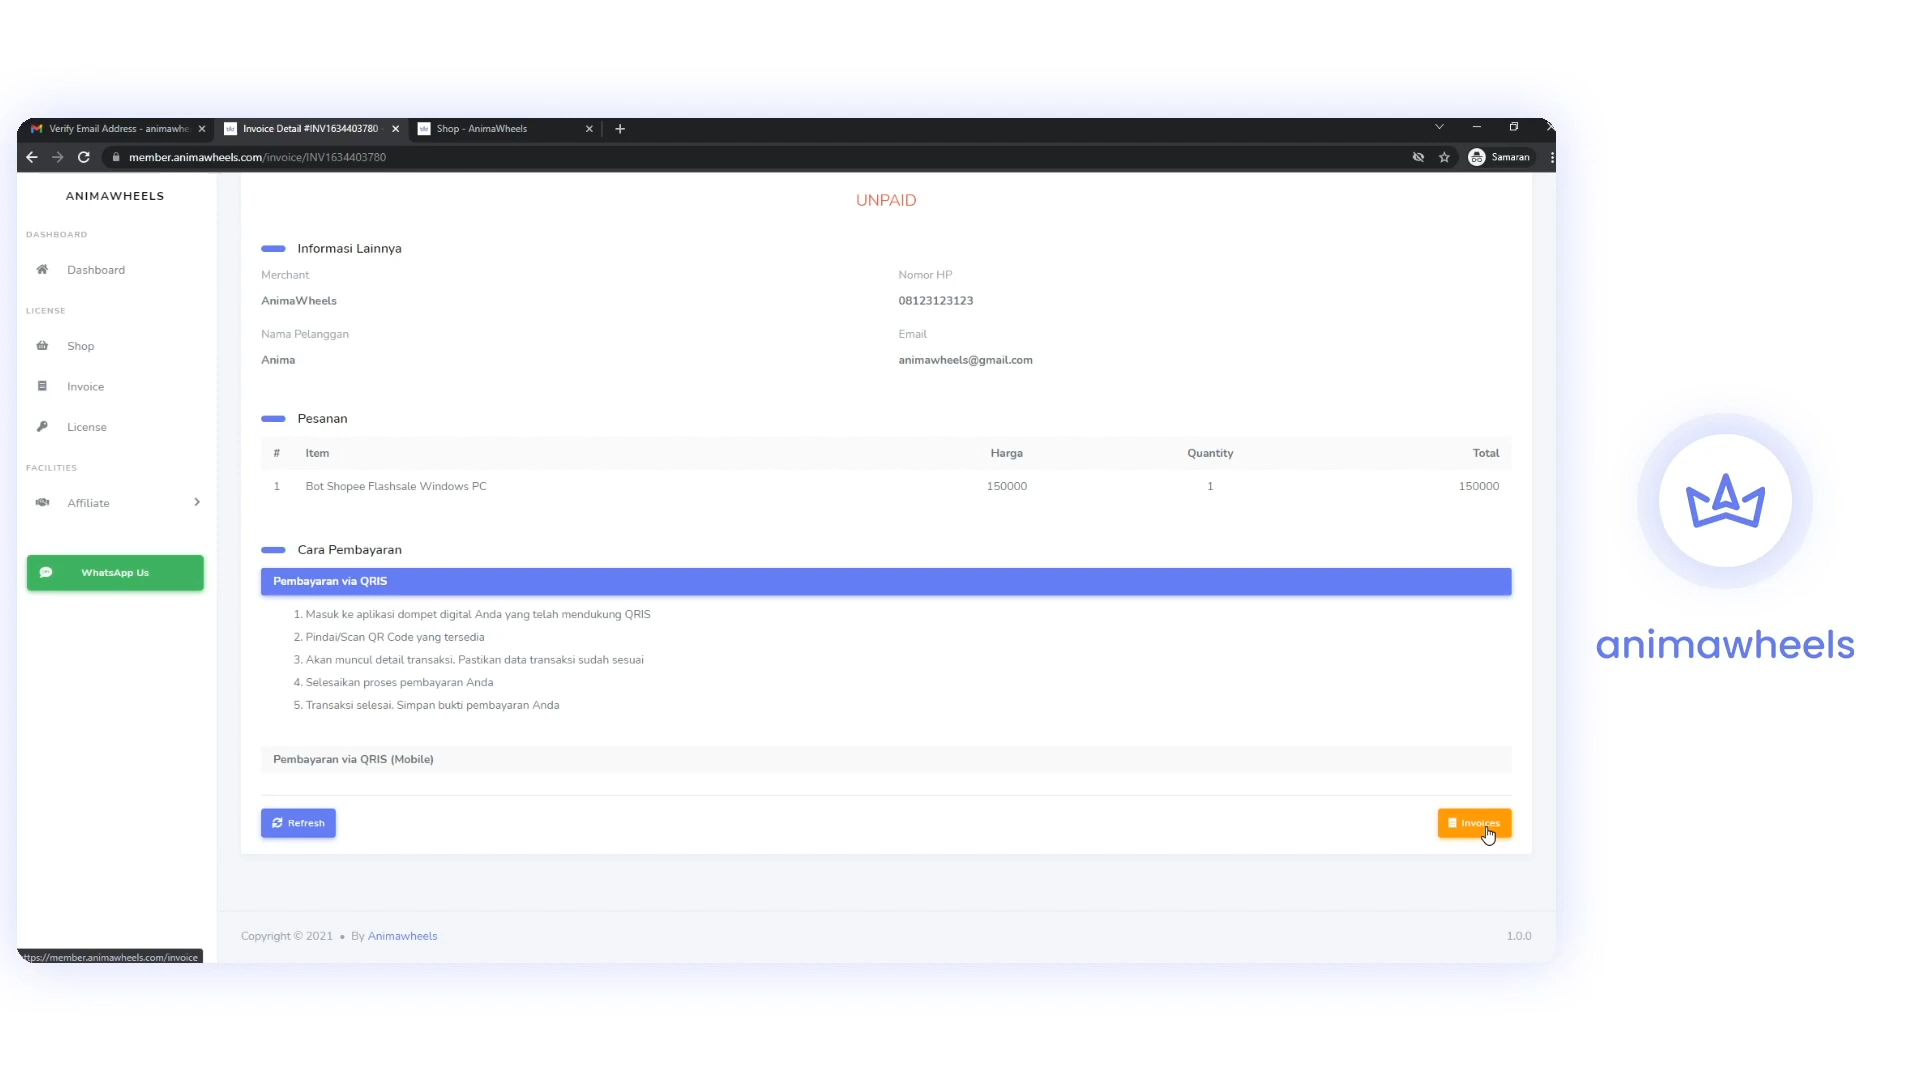 Verify Email Address - animawhe
Invoice Detail #INV1634403780
Shop - AnimaWheels
member.animawheels.com/invoice/INV1634403780
Samaran
ANIMAWHEELS
UNPAID
DASHBOARD
Dashboard
LICENSE
Shop
Invoice
License
FACILITIES
Affiliate
WhatsApp Us
Informasi Lainnya
Merchant
Nomor HP
AnimaWheels
08123123123
Nama Pelanggan
Email
Anima
animawheels@gmail.com
Pesanan
# Item Harga Quantity Total
1 Bot Shopee Flashsale Windows PC 150000 1 150000
Cara Pembayaran
Pembayaran via QRIS
1. Masuk ke aplikasi dompet digital Anda yang telah mendukung QRIS
2. Pindai/Scan QR Code yang tersedia
3. Akan muncul detail transaksi. Pastikan data transaksi sudah sesuai
4. Selesaikan proses pembayaran Anda
5. Transaksi selesai. Simpan bukti pembayaran Anda
Pembayaran via QRIS (Mobile)
Refresh
Invoices
Copyright © 2021 • By Animawheels
1.0.0
ttps://member.animawheels.com/invoice
animawheels